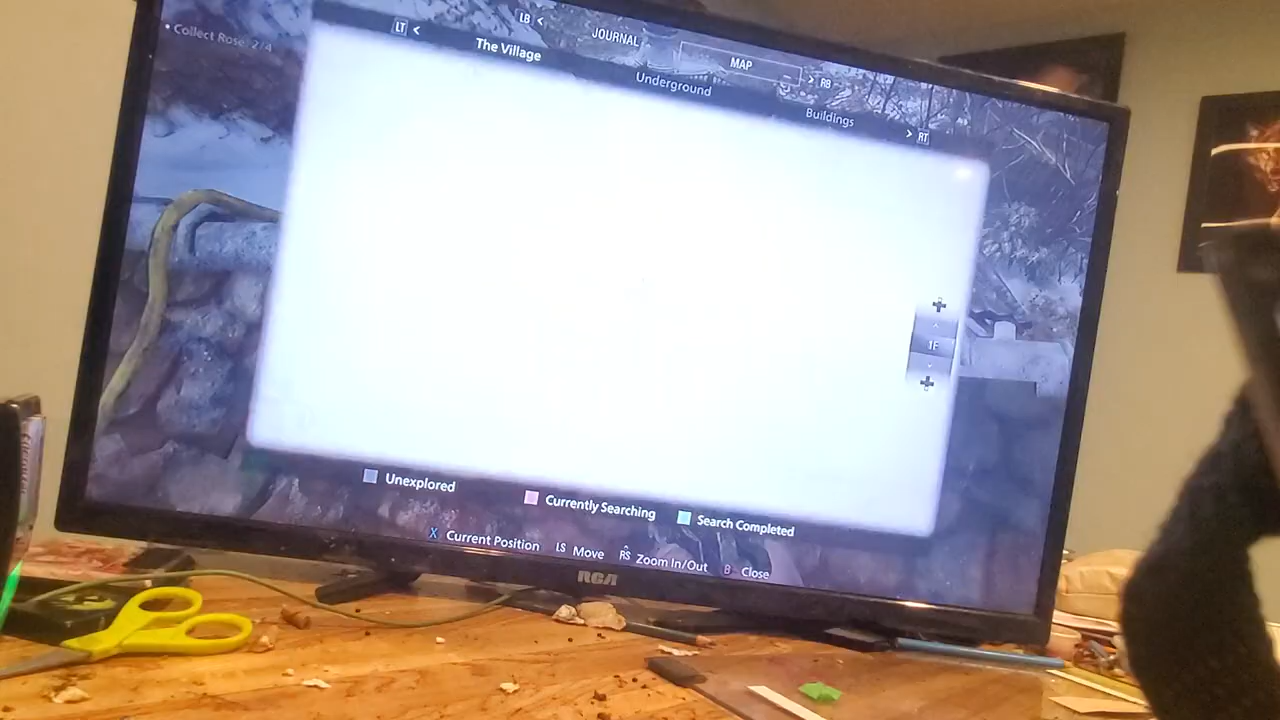 • Collect Rose: 2/4
LT < LB < JOURNAL MAP > RB
The Village Underground Buildings > RT
1F
Unexplored Currently Searching Search Completed
X Current Position LS Move RS Zoom In/Out B Close
RCA